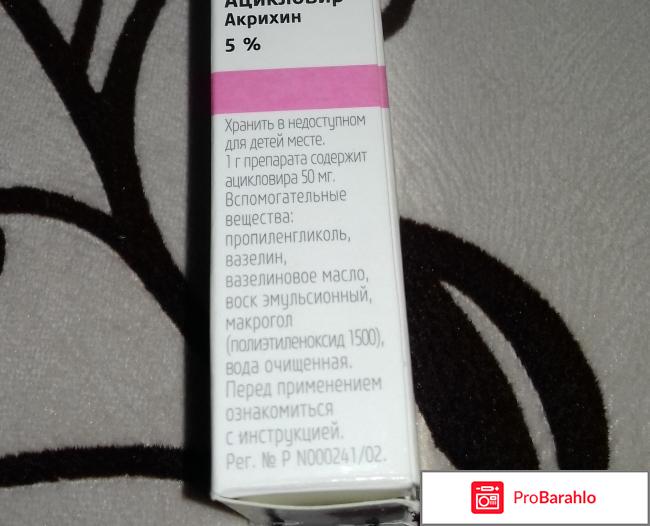 Ацикловир
Акрихин
5 %
Хранить в недоступном
для детей месте.
1 г препарата содержит
ацикловира 50 мг.
Вспомогательные
вещества:
пропиленгликоль,
вазелин,
вазелиновое масло,
воск эмульсионный,
макрогол
(полиэтиленоксид 1500),
вода очищенная.
Перед применением
ознакомиться
с инструкцией.
Рег. № Р N000241/02.
ProBarahlo